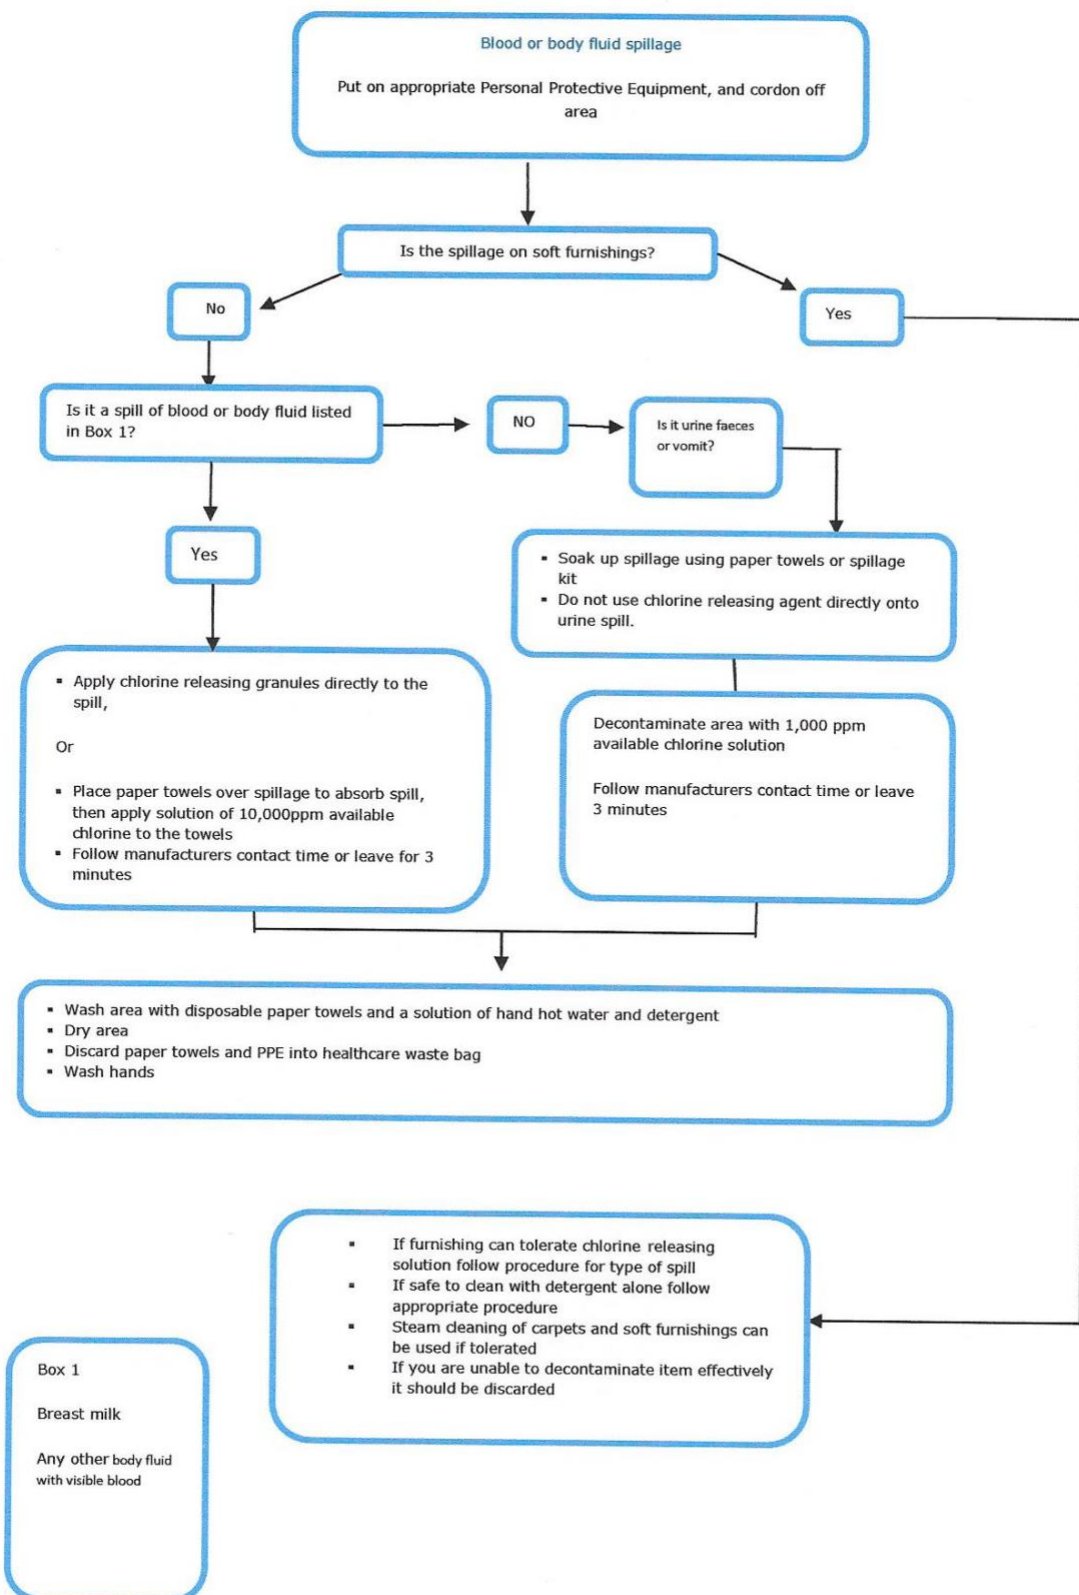 Blood or body fluid spillage
Put on appropriate Personal Protective Equipment, and cordon off
area
Is the spillage on soft furnishings?
No
Yes
Is it a spill of blood or body fluid listed
in Box 1?
NO
Is it urine faeces
or vomit?
Yes
▪ Soak up spillage using paper towels or spillage
kit
▪ Do not use chlorine releasing agent directly onto
urine spill.
▪ Apply chlorine releasing granules directly to the
spill,
Or
▪ Place paper towels over spillage to absorb spill,
then apply solution of 10,000ppm available
chlorine to the towels
▪ Follow manufacturers contact time or leave for 3
minutes
Decontaminate area with 1,000 ppm
available chlorine solution
Follow manufacturers contact time or leave
3 minutes
▪ Wash area with disposable paper towels and a solution of hand hot water and detergent
▪ Dry area
▪ Discard paper towels and PPE into healthcare waste bag
▪ Wash hands
▪ If furnishing can tolerate chlorine releasing
solution follow procedure for type of spill
▪ If safe to clean with detergent alone follow
appropriate procedure
▪ Steam cleaning of carpets and soft furnishings can
be used if tolerated
▪ If you are unable to decontaminate item effectively
it should be discarded
Box 1
Breast milk
Any other body fluid
with visible blood